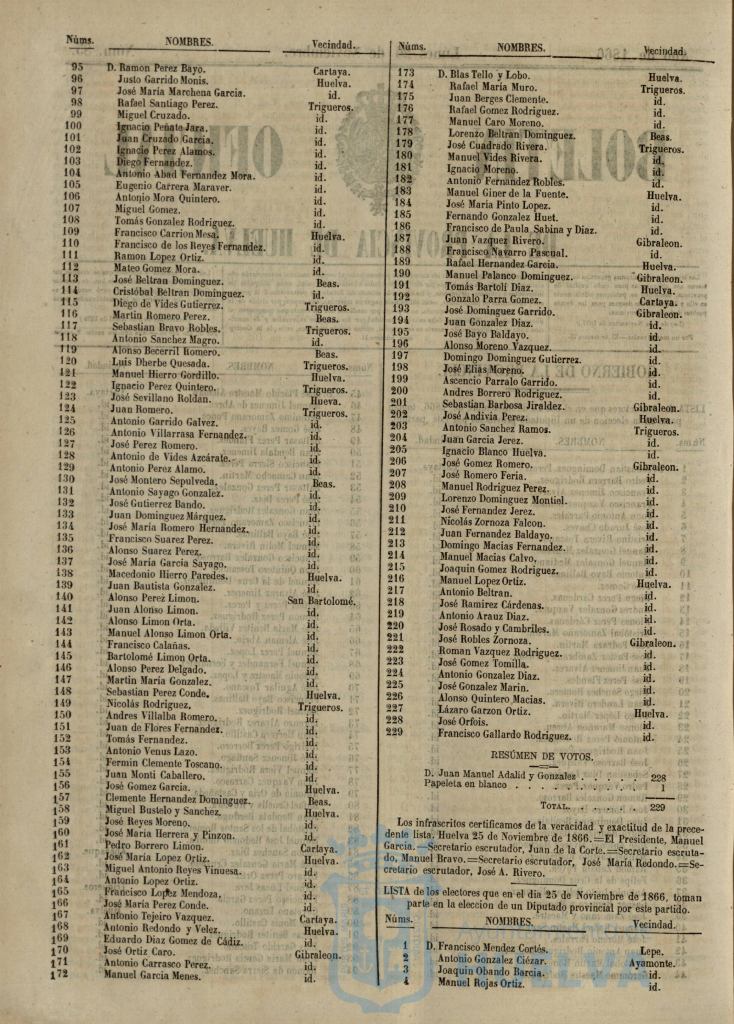 Núms. NOMBRES. Vecindad.
95 D. Ramon Perez Bayo. Cartaya.
96 Justo Garrido Monis. Huelva.
97 José María Marchena Garcia. id.
98 Rafael Santiago Perez. Trigueros.
99 Miguel Cruzado. id.
100 Ignacio Peñate Jara. id.
101 Juan Cruzado Garcia. id.
102 Ignacio Perez Alamos. id.
103 Diego Fernandez. id.
104 Antonio Abad Fernandez Mora. id.
105 Eugenio Carrera Maraver. id.
106 Antonio Mora Quintero. id.
107 Miguel Gomez. id.
108 Tomás Gonzalez Rodriguez. id.
109 Francisco Carrion Mesa. Huelva.
110 Francisco de los Reyes Fernandez. id.
111 Ramon Lopez Ortiz. id.
112 Mateo Gomez Mora. id.
113 José Beltran Dominguez. Beas.
114 Cristóbal Beltran Dominguez. id.
115 Diego de Vides Gutierrez. Trigueros.
116 Martin Romero Perez. Beas.
117 Sebastian Bravo Robles. Trigueros.
118 Antonio Sanchez Magro. id.
119 Alonso Becerril Romero. Beas.
120 Luis Dherbe Quesada. Trigueros.
121 Manuel Hierro Gordillo. Huelva.
122 Ignacio Perez Quintero. Trigueros.
123 José Sevillano Roldan. Hueva.
124 Juan Romero. Trigueros.
125 Antonio Garrido Galvez. id.
126 Antonio Villarrasa Fernandez. id.
127 José Perez Romero. id.
128 Antonio de Vides Azcárate. id.
129 Antonio Perez Alamo. id.
130 José Montero Sepulveda. Beas.
131 Antonio Sayago Gonzalez. id.
132 José Gutierrez Bando. id.
133 Juan Dominguez Márquez. id.
134 José María Romero Hernandez. id.
135 Francisco Suarez Perez. id.
136 Alonso Suarez Perez. id.
137 José María Garcia Sayago. id.
138 Macedonio Hierro Paredes. Huelva.
139 Juan Bautista Gonzalez. id.
140 Alonso Perez Limon. San Bartolomé.
141 Juan Alonso Limon. id.
142 Alonso Limon Orta. id.
143 Manuel Alonso Limon Orta. id.
144 Francisco Calañas. id.
145 Bartolomé Limon Orta. id.
146 Alonso Perez Delgado. id.
147 Martin María Gonzalez. id.
148 Sebastian Perez Conde. Huelva.
149 Nicolás Rodriguez. Trigueros.
150 Andres Villalba Romero. id.
151 Juan de Flores Fernandez. id.
152 Tomás Fernandez. id.
153 Antonio Venus Lazo. id.
154 Fermin Clemente Toscano. id.
155 Juan Monti Caballero. id.
156 José Gomez Garcia. Huelva.
157 Clemente Hernandez Dominguez. Beas.
158 Miguel Bustelo y Sanchez. Huelva.
159 José Reyes Moreno. id.
160 José María Herrera y Pinzon. id.
161 Pedro Borrero Limon. Cartaya.
162 José María Lopez Ortiz. Huelva.
163 Miguel Antonio Reyes Vinuesa. id.
164 Antonio Lopez Ortiz. id.
165 Francisco Lopez Mendoza. id.
166 José María Perez Conde. id.
167 Antonio Tejeiro Vazquez. Cartaya.
168 Antonio Redondo y Velez. Huelva.
169 Eduardo Diaz Gomez de Cádiz. id.
170 José Ortiz Caro. Gibraleon.
171 Antonio Carrasco Perez. id.
172 Manuel Garcia Menes. id.
Núms. NOMBRES. Vecindad.
173 D. Blas Tello y Lobo. Huelva.
174 Rafael María Muro. Trigueros.
175 Juan Berges Clemente. id.
176 Rafael Gomez Rodriguez. id.
177 Manuel Caro Moreno. id.
178 Lorenzo Beltran Dominguez. Beas.
179 José Cuadrado Rivera. Trigueros.
180 Manuel Vides Rivera. id.
181 Ignacio Moreno. id.
182 Antonio Fernandez Robles. id.
183 Manuel Giner de la Fuente. Huelva.
184 José María Pinto Lopez. id.
185 Fernando Gonzalez Huet. id.
186 Francisco de Paula Sabina y Diaz. id.
187 Juan Vazquez Rivero. Gibraleon.
188 Francisco Navarro Pascual. id.
189 Rafael Hernandez Garcia. Huelva.
190 Manuel Palanco Dominguez. Gibraleon.
191 Tomás Bartolí Diaz. Huelva.
192 Gonzalo Parra Gomez. Cartaya.
193 José Dominguez Garrido. Gibraleon.
194 Juan Gonzalez Diaz. id.
195 José Bayo Baldayo. id.
196 Alonso Moreno Vazquez. id.
197 Domingo Dominguez Gutierrez. id.
198 José Elías Moreno. id.
199 Ascencio Parralo Garrido. id.
200 Andres Borrero Rodriguez. id.
201 Sebastian Barbosa Jiraldez. Gibraleon.
202 José Andivia Perez. Huelva.
203 Antonio Sanchez Ramos. Trigueros.
204 Juan Garcia Jerez. id.
205 Ignacio Blanco Huelva. id.
206 José Gomez Romero. Gibraleon.
207 José Romero Feria. id.
208 Manuel Rodriguez Perez. id.
209 Lorenzo Dominguez Montiel. id.
210 José Fernandez Jerez. id.
211 Nicolás Zornoza Falcon. id.
212 Juan Fernandez Baldayo. id.
213 Domingo Macias Fernandez. id.
214 Manuel Macias Calvo. id.
215 Joaquin Gomez Rodriguez. id.
216 Manuel Lopez Ortiz. Huelva.
217 Antonio Beltran. id.
218 José Ramirez Cárdenas. id.
219 Antonio Arauz Diaz. id.
220 José Rosado y Cambriles. id.
221 José Robles Zornoza. Gibraleon.
222 Roman Vazquez Rodriguez. id.
223 José Gomez Tomilla. id.
224 Antonio Gonzalez Diaz. id.
225 José Gonzalez Marin. id.
226 Alonso Quintero Macias. id.
227 Lázaro Garzon Ortiz. Huelva.
228 José Orfois. id.
229 Francisco Gallardo Rodriguez. id.
RESÚMEN DE VOTOS.
D. Juan Manuel Adalid y Gonzalez . . . . . 228
Papeleta en blanco . . . . . . 1
TOTAL. . . . . . 229
Los infrascritos certificamos de la veracidad y exactitud de la prece-
dente lista. Huelva 25 de Noviembre de 1866.=El Presidente, Manuel
Garcia.=Secretario escrutador, Juan de la Corte.=Secretario escruta-
do, Manuel Bravo.=Secretario escrutador, José María Redondo.=Se-
cretario escrutador, José A. Rivero.
LISTA de los electores que en el dia 25 de Noviembre de 1866, toman
parte en la eleccion de un Diputado provincial por este partido.
Núms. NOMBRES. Vecindad.
1 D. Francisco Mendez Cortés. Lepe.
2 Antonio Gonzalez Ciézar. Ayamonte.
3 Joaquin Obando Barcia. id.
4 Manuel Rojas Ortiz. id.